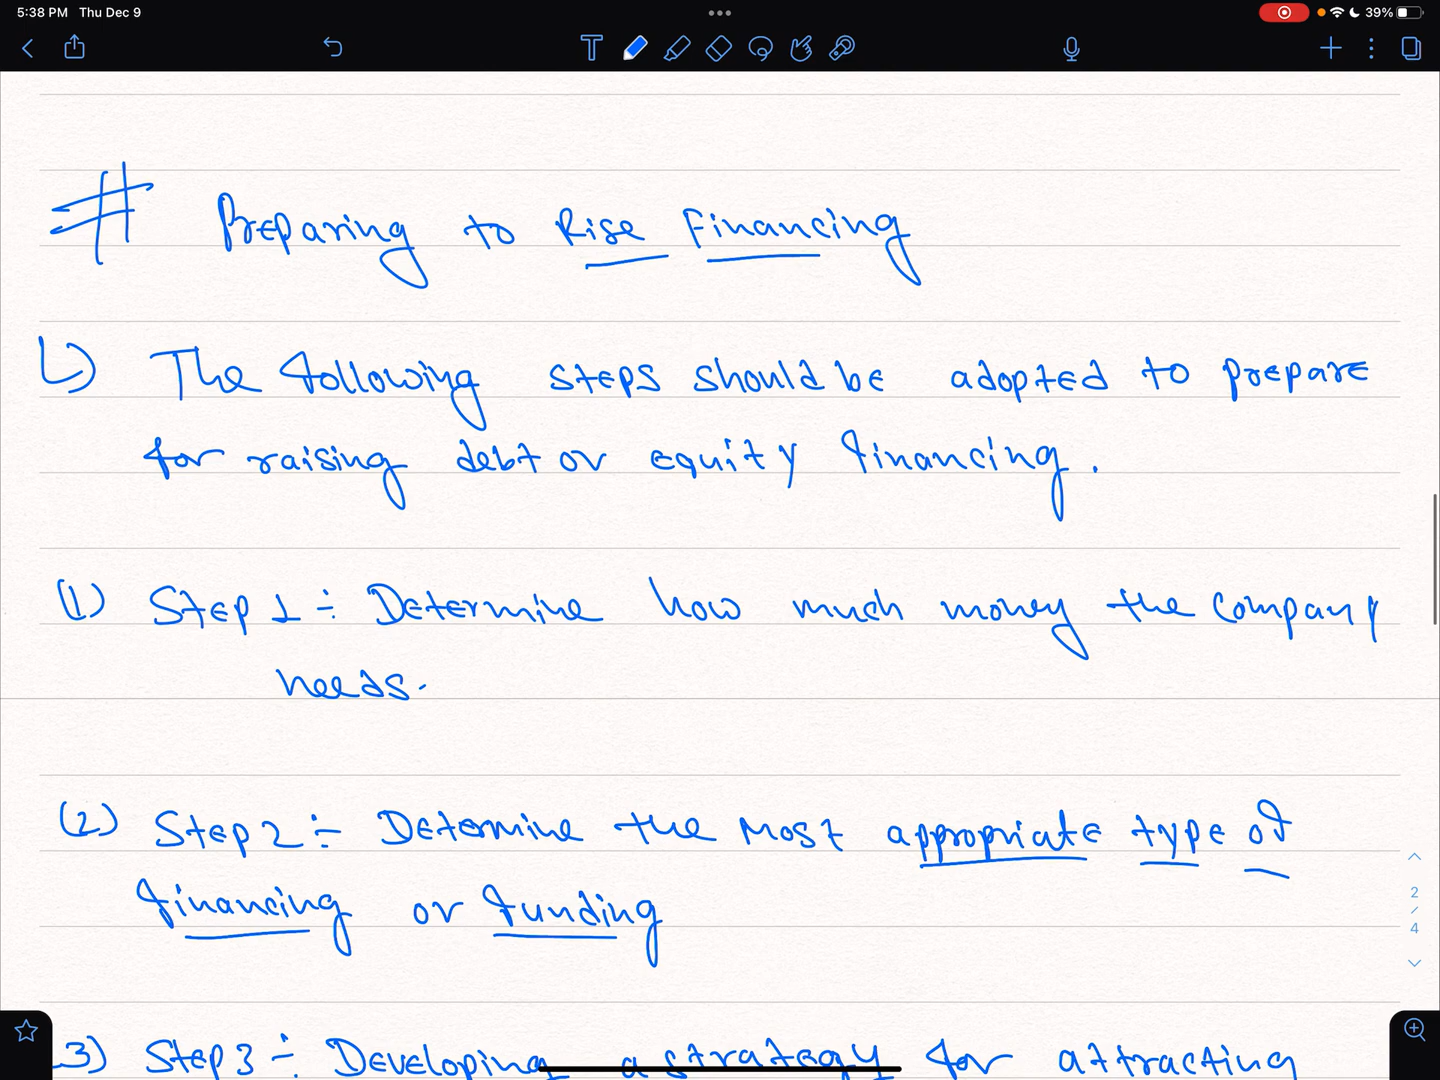 5:38 PM Thu Dec 9
39%
# Preparing to Rise Financing
The following steps should be adopted to prepare
for raising debt or equity financing.
(1) Step 1 :- Determine how much money the company
needs.
(2) Step 2 :- Determine the most appropriate type of
financing or funding
2
/
4
3) Step 3 :- Developing a strategy for attracting